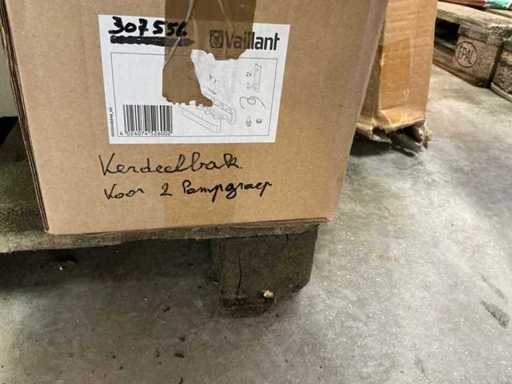 307556
Vaillant
Verdeelbak
Voor 2 Pompgroep